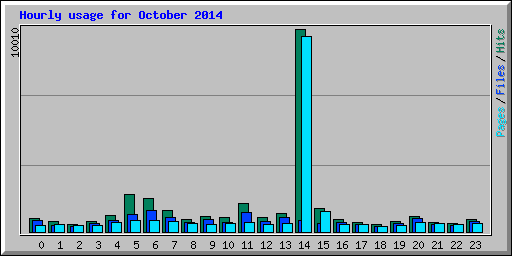 Hourly usage for October 2014
10010
Pages/Files/Hits
0 1 2 3 4 5 6 7 8 9 10 11 12 13 14 15 16 17 18 19 20 21 22 23